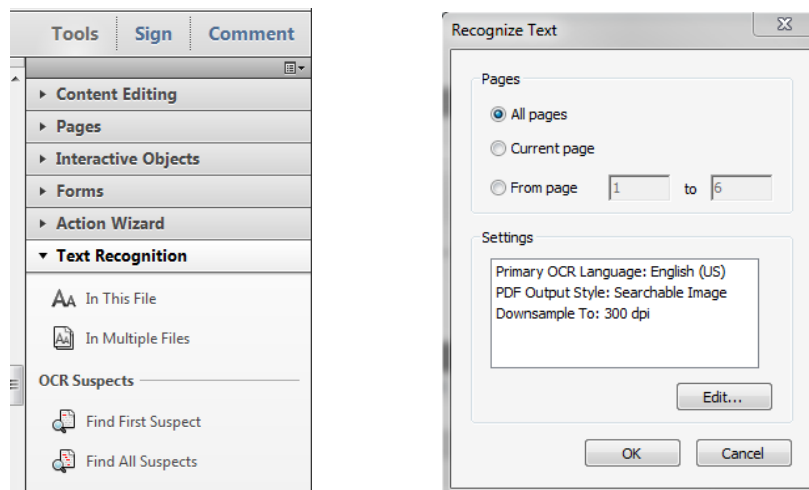 Tools Sign Comment
Content Editing
Pages
Interactive Objects
Forms
Action Wizard
Text Recognition
In This File
In Multiple Files
OCR Suspects
Find First Suspect
Find All Suspects
Recognize Text
Pages
All pages
Current page
From page 1 to 6
Settings
Primary OCR Language: English (US)
PDF Output Style: Searchable Image
Downsample To: 300 dpi
Edit...
OK Cancel